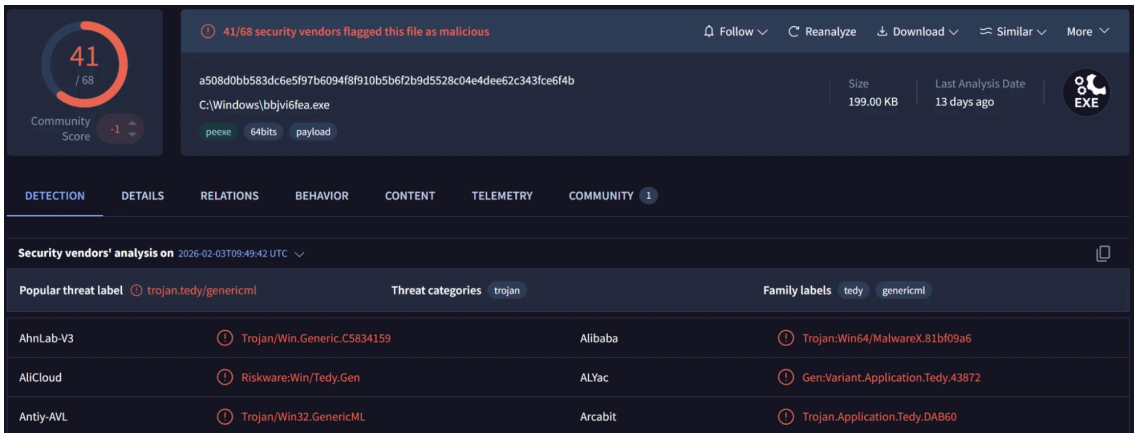 41
/ 68
Community
Score
-1
41/68 security vendors flagged this file as malicious
Follow
Reanalyze
Download
Similar
More
a508d0bb583dc6e5f97b6094f8f910b5b6f2b9d5528c04e4dee62c343fce6f4b
C:\Windows\bbjvi6fea.exe
peexe 64bits payload
Size
199.00 KB
Last Analysis Date
13 days ago
EXE
DETECTION DETAILS RELATIONS BEHAVIOR CONTENT TELEMETRY COMMUNITY 1
Security vendors' analysis on 2026-02-03T09:49:42 UTC
Popular threat label trojan.tedy/genericml Threat categories trojan Family labels tedy genericml
AhnLab-V3 Trojan/Win.Generic.C5834159 Alibaba Trojan:Win64/MalwareX.81bf09a6
AliCloud Riskware:Win/Tedy.Gen ALYac Gen:Variant.Application.Tedy.43872
Antiy-AVL Trojan/Win32.GenericML Arcabit Trojan.Application.Tedy.DAB60